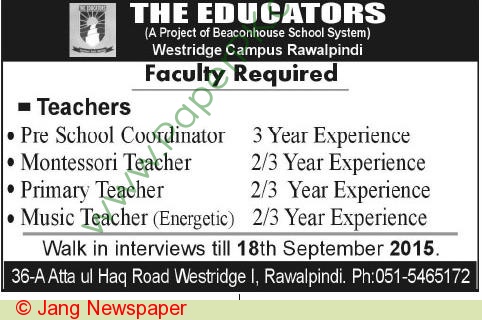 THE EDUCATORS
(A Project of Beaconhouse School System)
Westridge Campus Rawalpindi
Faculty Required
Teachers
• Pre School Coordinator 3 Year Experience
• Montessori Teacher 2/3 Year Experience
• Primary Teacher 2/3 Year Experience
• Music Teacher (Energetic) 2/3 Year Experience
Walk in interviews till 18th September 2015.
36-A Atta ul Haq Road Westridge I, Rawalpindi. Ph:051-5465172
© Jang Newspaper